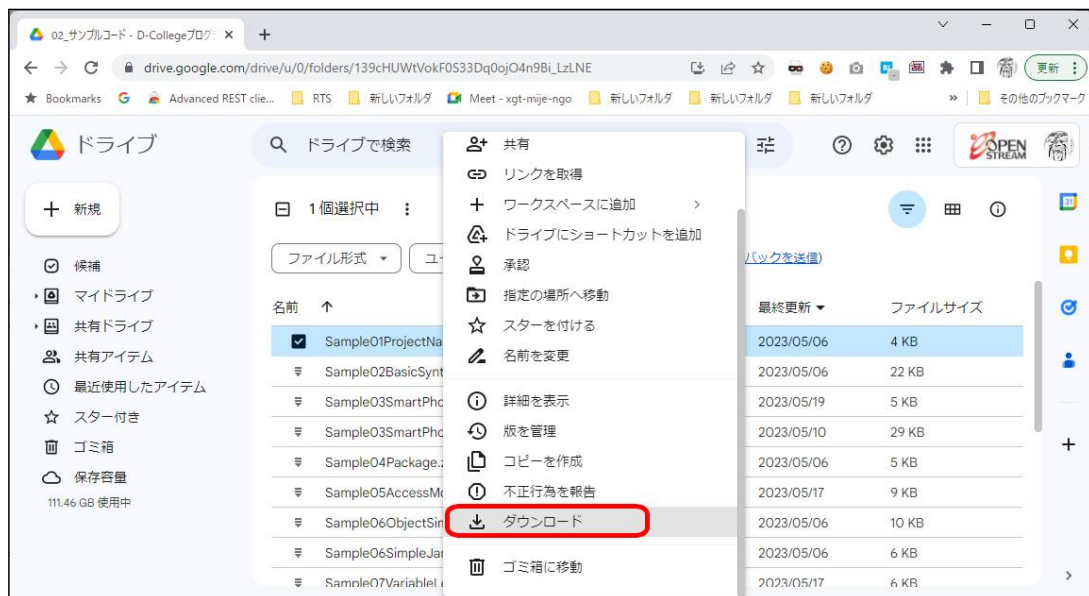 02_サンプルコード - D-Collegeプログ
drive.google.com/drive/u/0/folders/139cHUWtVokF0S33Dq0ojO4n9Bi_LzLNE
更新
Bookmarks
Advanced REST clie...
RTS
新しいフォルダ
Meet - xgt-mije-ngo
新しいフォルダ
新しいフォルダ
新しいフォルダ
»
その他のブックマーク
ドライブ
ドライブで検索
OPEN
STREAM
新規
候補
マイドライブ
共有ドライブ
共有アイテム
最近使用したアイテム
スター付き
ゴミ箱
保存容量
111.46 GB 使用中
1 個選択中
ファイル形式
ユー
バックを送信)
名前
最終更新
ファイルサイズ
Sample01ProjectNa 2023/05/06 4 KB
Sample02BasicSynt 2023/05/06 22 KB
Sample03SmartPho 2023/05/19 5 KB
Sample03SmartPho 2023/05/10 29 KB
Sample04Package.z 2023/05/06 5 KB
Sample05AccessMo 2023/05/17 9 KB
Sample06ObjectSim 2023/05/06 10 KB
Sample06SimpleJan 2023/05/06 6 KB
Sample07VariableL 2023/05/17 6 KB
共有
リンクを取得
ワークスペースに追加
ドライブにショートカットを追加
承認
指定の場所へ移動
スターを付ける
名前を変更
詳細を表示
版を管理
コピーを作成
不正行為を報告
ダウンロード
ゴミ箱に移動
31